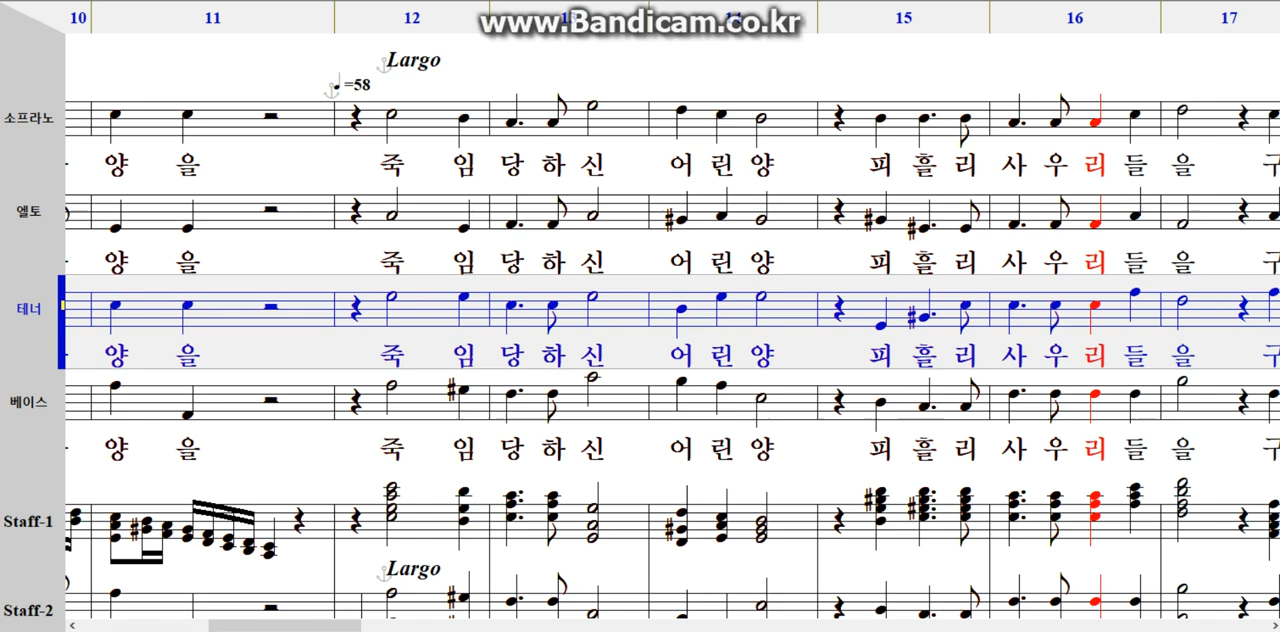 10 11 12 13 14 15 16 17
www.Bandicam.co.kr
Largo
=58
소프라노
양 을 죽 임 당 하 신 어 린 양 피 흘 리 사 우 리 들 을 구
엘토
양 을 죽 임 당 하 신 어 린 양 피 흘 리 사 우 리 들 을 구
테너
양 을 죽 임 당 하 신 어 린 양 피 흘 리 사 우 리 들 을 구
베이스
양 을 죽 임 당 하 신 어 린 양 피 흘 리 사 우 리 들 을 구
Staff-1
Largo
Staff-2